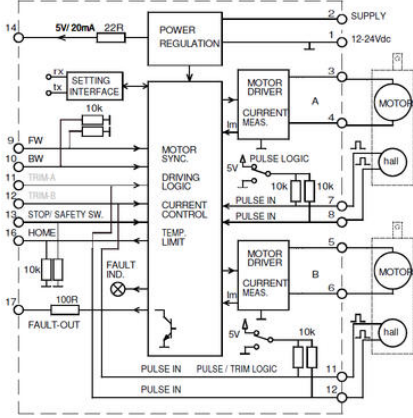 14
5V/ 20mA
22R
POWER
REGULATION
2
SUPPLY
1
12-24Vdc
rx
tx
SETTING
INTERFACE
10k
9
FW
10
BW
11
TRIM-A
12
TRIM-B
13
STOP/ SAFETY SW.
16
HOME
10k
MOTOR
SYNC.
DRIVING
LOGIC
CURRENT
CONTROL
TEMP.
LIMIT
FAULT
IND.
17
100R
FAULT-OUT
MOTOR
DRIVER
A
CURRENT
MEAS.
Im
3
4
MOTOR
5V
PULSE LOGIC
10k
10k
PULSE IN
7
PULSE IN
8
hall
MOTOR
DRIVER
B
CURRENT
MEAS.
Im
5
6
MOTOR
5V
10k
PULSE IN
PULSE / TRIM LOGIC
11
PULSE IN
12
hall